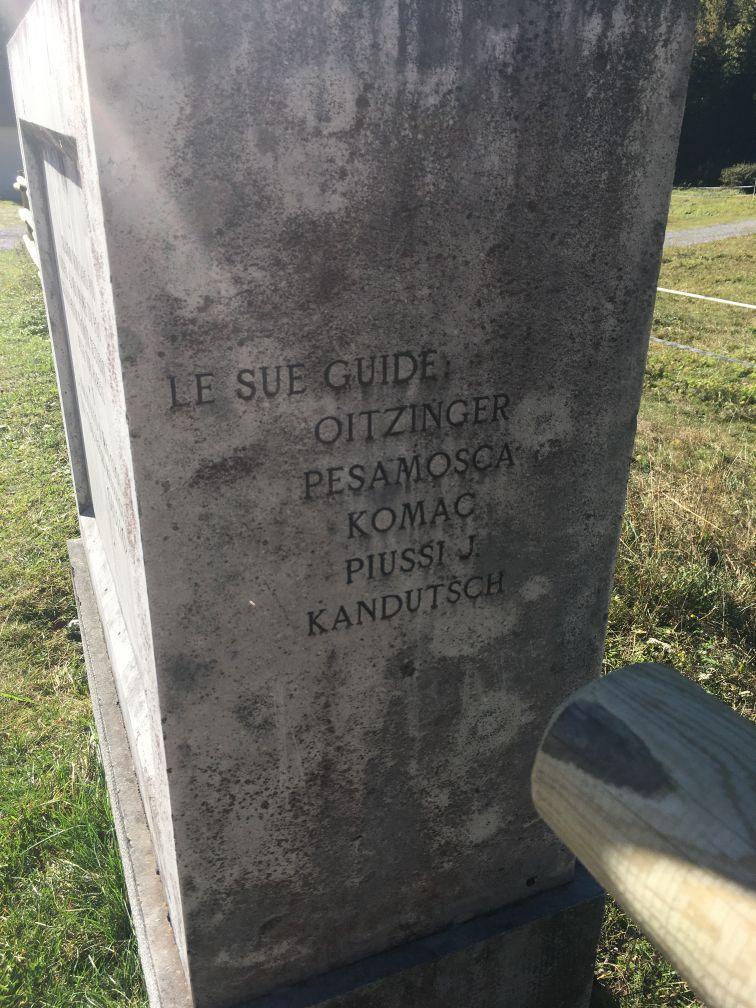 LE SUE GUIDE:
OITZINGER
PESAMOSCA
KOMAC
PIUSSI J.
KANDUTSCH